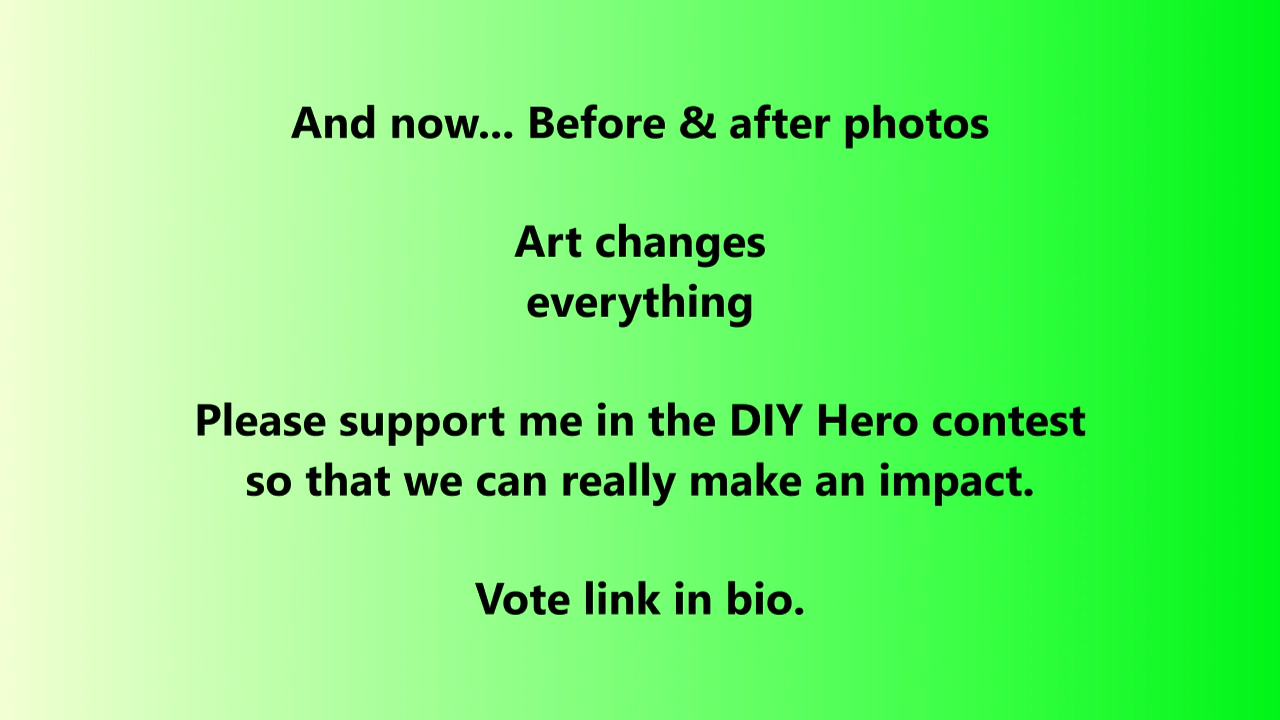 And now... Before & after photos
Art changes
everything
Please support me in the DIY Hero contest
so that we can really make an impact.
Vote link in bio.